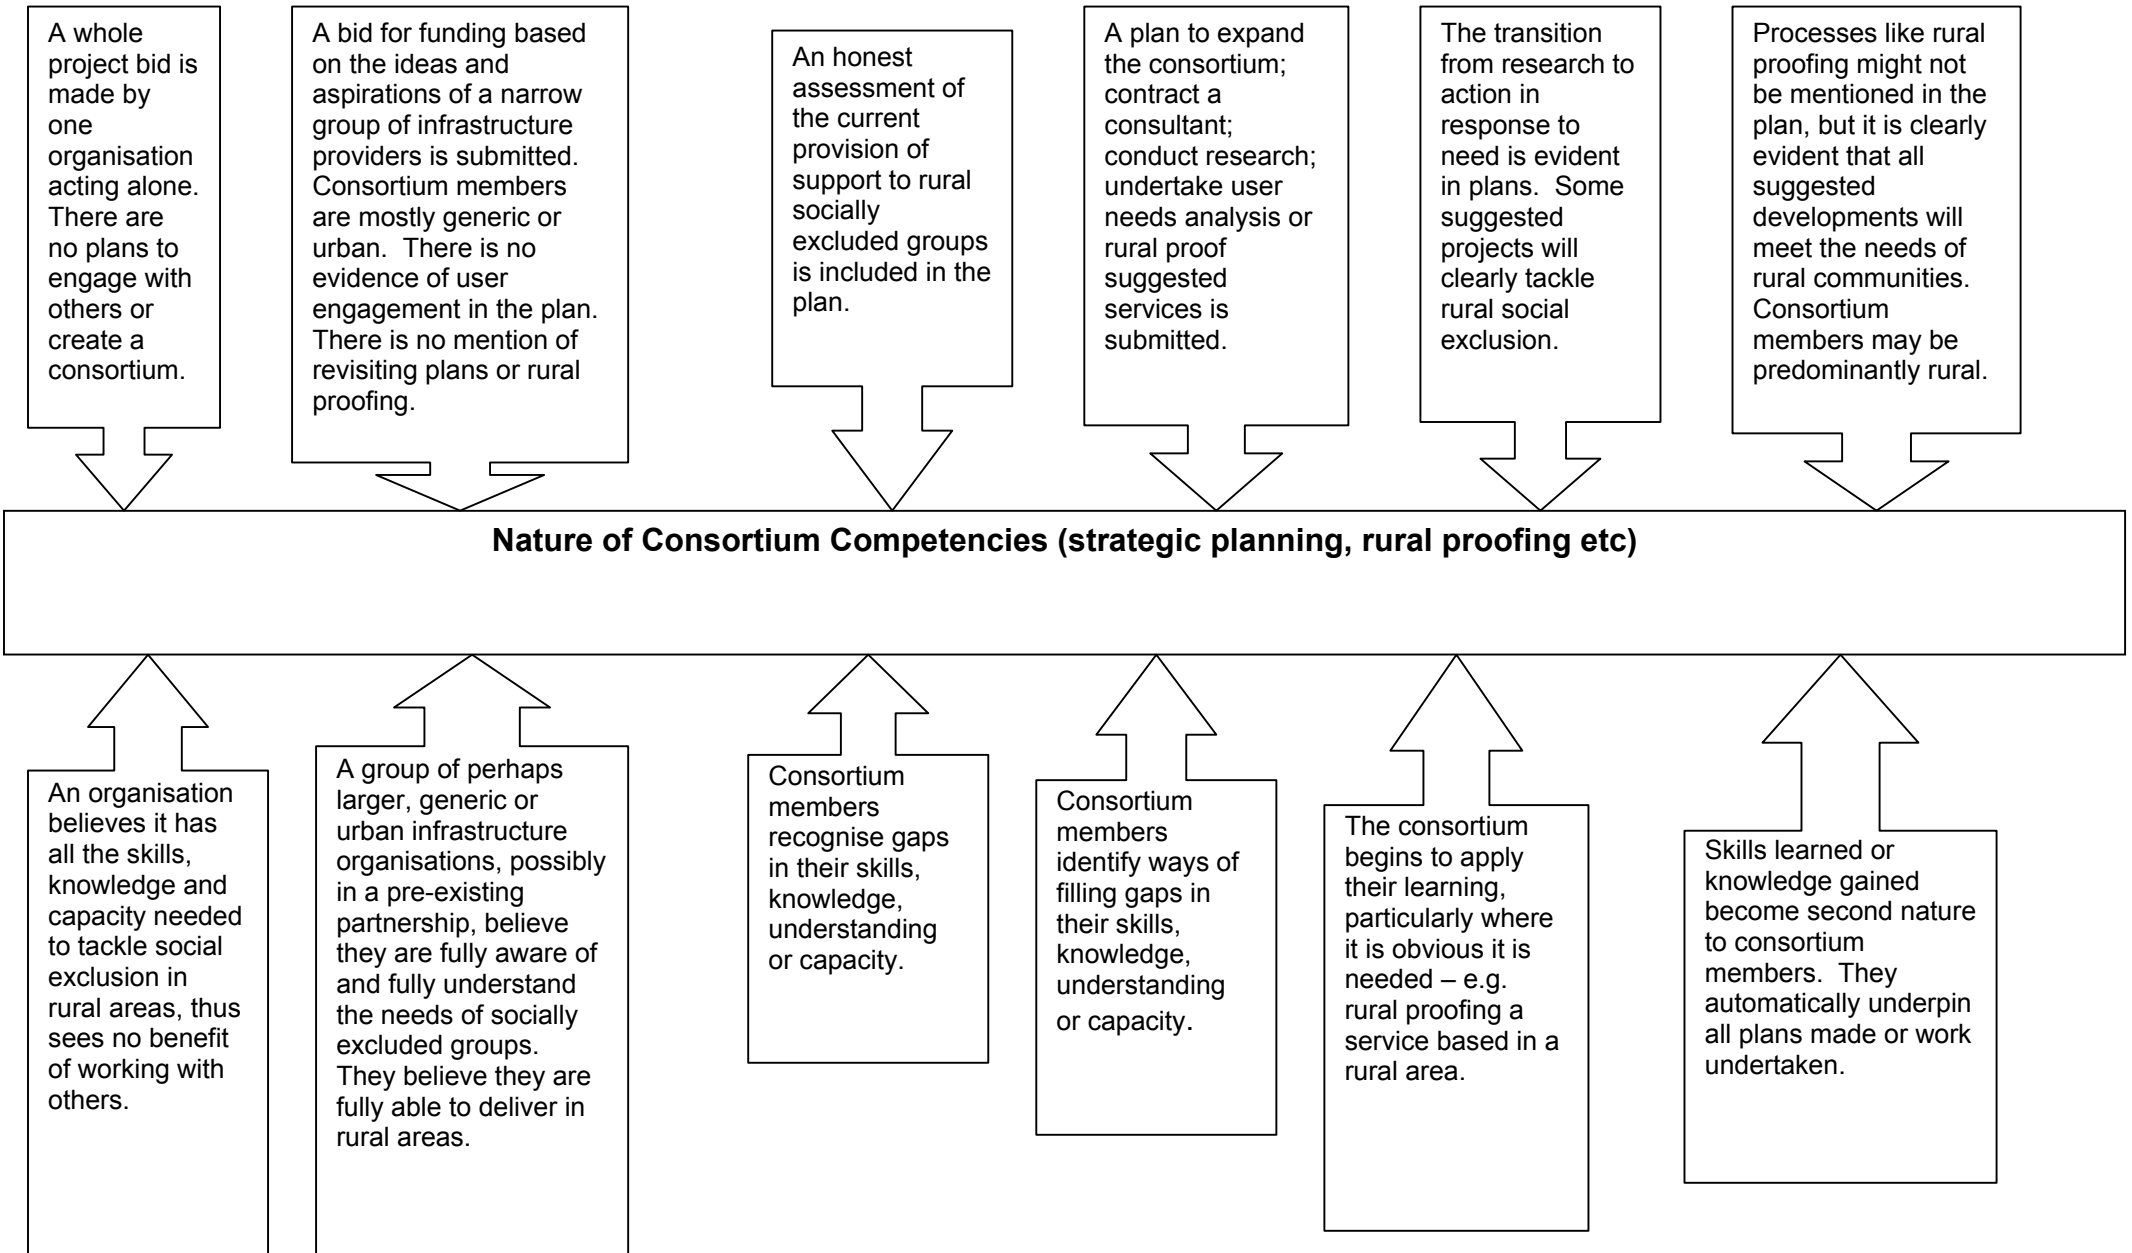 A whole
project bid is
made by
one
organisation
acting alone.
There are
no plans to
engage with
others or
create a
consortium.
A bid for funding based
on the ideas and
aspirations of a narrow
group of infrastructure
providers is submitted.
Consortium members
are mostly generic or
urban.  There is no
evidence of user
engagement in the plan.
There is no mention of
revisiting plans or rural
proofing.
An honest
assessment of
the current
provision of
support to rural
socially
excluded groups
is included in the
plan.
A plan to expand
the consortium;
contract a
consultant;
conduct research;
undertake user
needs analysis or
rural proof
suggested
services is
submitted.
The transition
from research to
action in
response to
need is evident
in plans.  Some
suggested
projects will
clearly tackle
rural social
exclusion.
Processes like rural
proofing might not
be mentioned in the
plan, but it is clearly
evident that all
suggested
developments will
meet the needs of
rural communities.
Consortium
members may be
predominantly rural.
Nature of Consortium Competencies (strategic planning, rural proofing etc)
An organisation
believes it has
all the skills,
knowledge and
capacity needed
to tackle social
exclusion in
rural areas, thus
sees no benefit
of working with
others.
A group of perhaps
larger, generic or
urban infrastructure
organisations, possibly
in a pre-existing
partnership, believe
they are fully aware of
and fully understand
the needs of socially
excluded groups.
They believe they are
fully able to deliver in
rural areas.
Consortium
members
recognise gaps
in their skills,
knowledge,
understanding
or capacity.
Consortium
members
identify ways of
filling gaps in
their skills,
knowledge,
understanding
or capacity.
The consortium
begins to apply
their learning,
particularly where
it is obvious it is
needed – e.g.
rural proofing a
service based in a
rural area.
Skills learned or
knowledge gained
become second nature
to consortium
members.  They
automatically underpin
all plans made or work
undertaken.